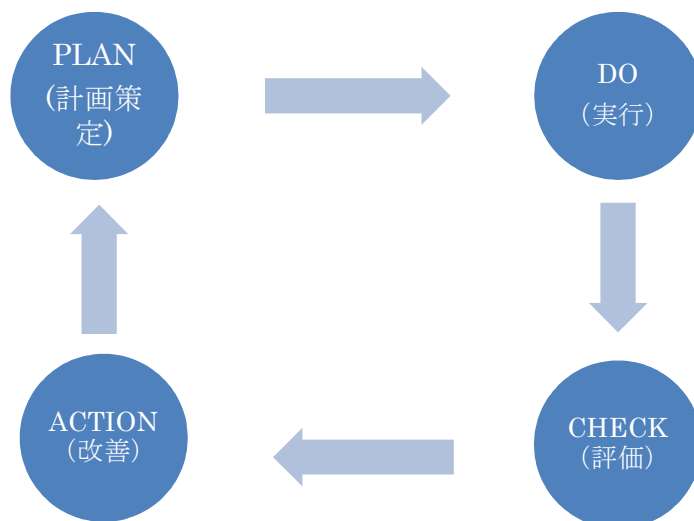 PLAN
(計画策
定)
DO
（実行）
CHECK
（評価）
ACTION
（改善）